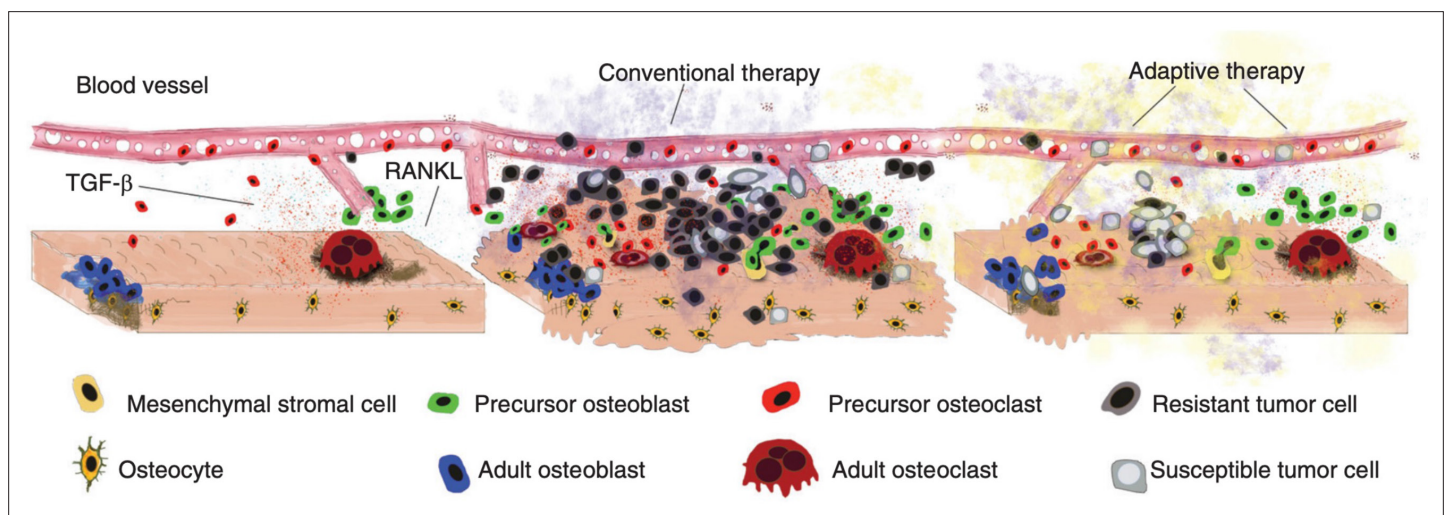 Blood vessel
Conventional therapy
Adaptive therapy
TGF-β
RANKL
Mesenchymal stromal cell
Precursor osteoblast
Precursor osteoclast
Resistant tumor cell
Osteocyte
Adult osteoblast
Adult osteoclast
Susceptible tumor cell